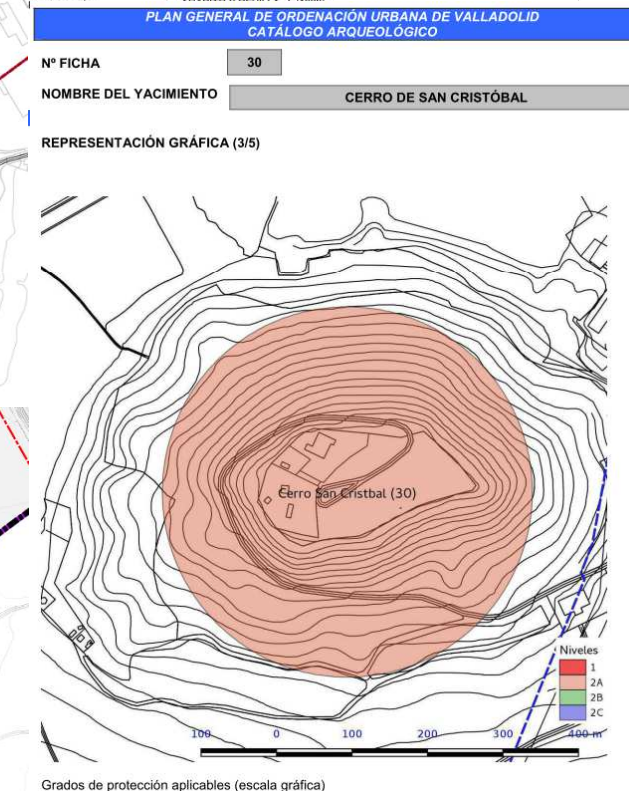 PLAN GENERAL DE ORDENACIÓN URBANA DE VALLADOLID
CATÁLOGO ARQUEOLÓGICO
Nº FICHA 30
NOMBRE DEL YACIMIENTO CERRO DE SAN CRISTÓBAL
REPRESENTACIÓN GRÁFICA (3/5)
Cerro San Cristbal (30)
Niveles
1
2A
2B
2C
100 0 100 200 300 400 m
Grados de protección aplicables (escala gráfica)